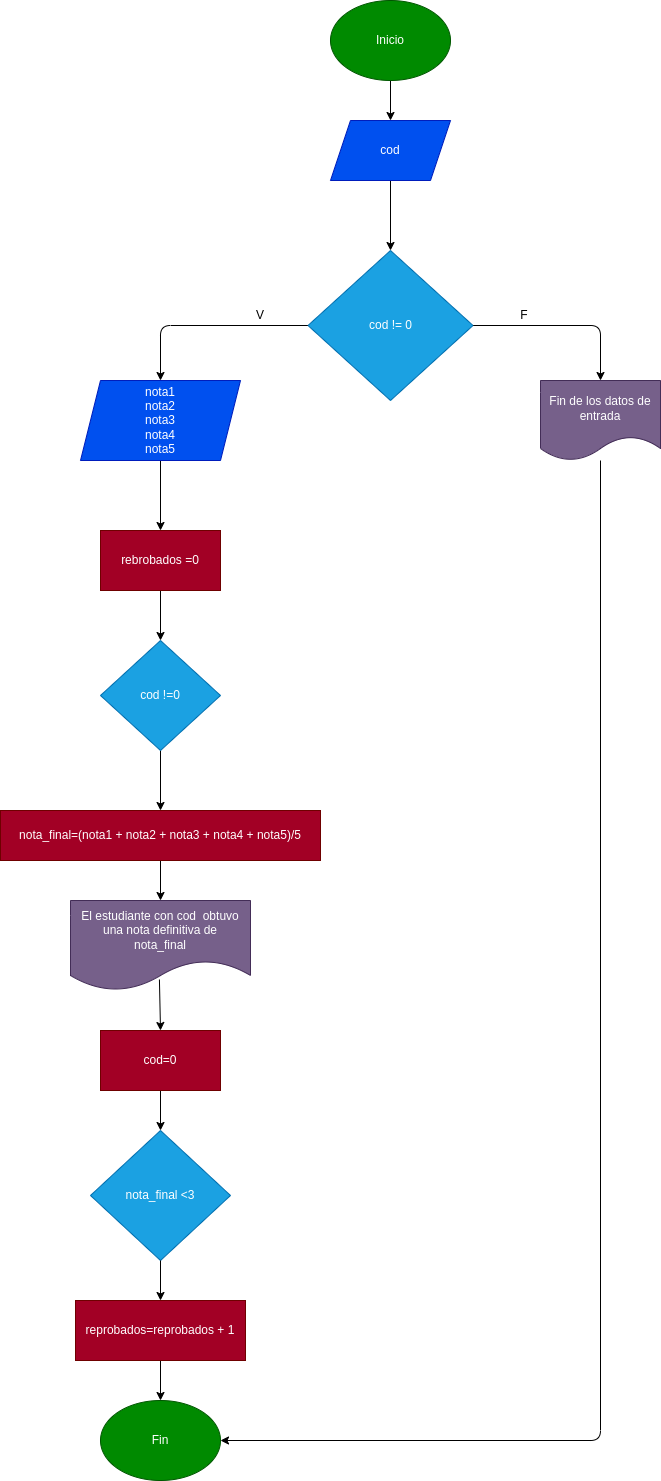 Inicio
cod
cod != 0
V
F
nota1
nota2
nota3
nota4
nota5
Fin de los datos de
entrada
rebrobados =0
cod !=0
nota_final=(nota1 + nota2 + nota3 + nota4 + nota5)/5
El estudiante con cod  obtuvo
una nota definitiva de
nota_final
cod=0
nota_final <3
reprobados=reprobados + 1
Fin